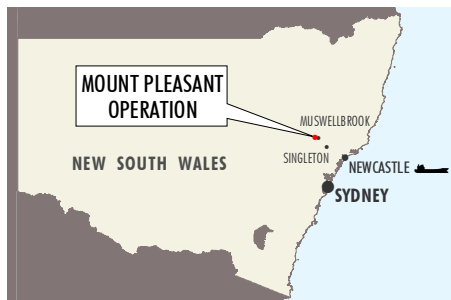 MOUNT PLEASANT
OPERATION
MUSWELLBROOK
SINGLETON
NEW SOUTH WALES
NEWCASTLE
SYDNEY